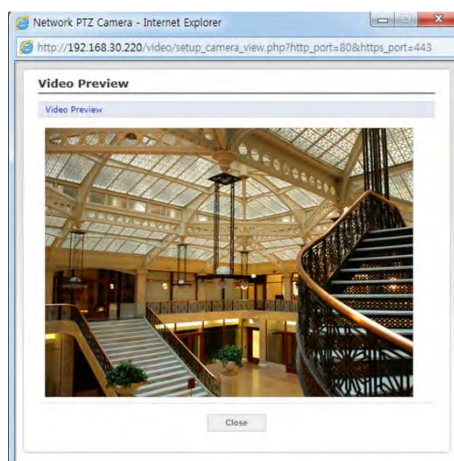 Network PTZ Camera - Internet Explorer
http://192.168.30.220/video/setup_camera_view.php?http_port=80&https_port=443
Video Preview
Video Preview
Close